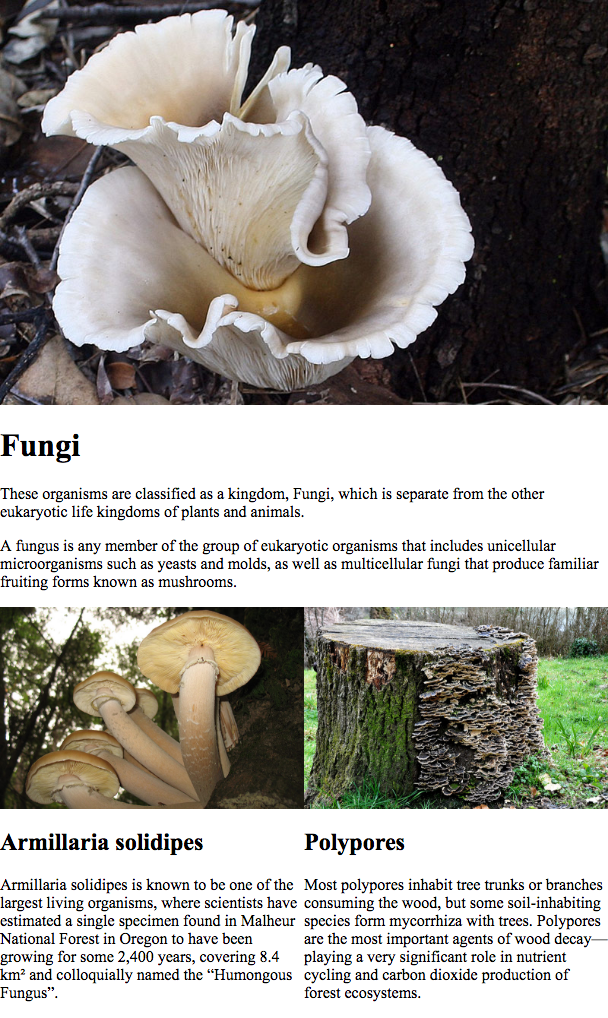 Fungi
These organisms are classified as a kingdom, Fungi, which is separate from the other
eukaryotic life kingdoms of plants and animals.
A fungus is any member of the group of eukaryotic organisms that includes unicellular
microorganisms such as yeasts and molds, as well as multicellular fungi that produce familiar
fruiting forms known as mushrooms.
Armillaria solidipes
Armillaria solidipes is known to be one of the
largest living organisms, where scientists have
estimated a single specimen found in Malheur
National Forest in Oregon to have been
growing for some 2,400 years, covering 8.4
km² and colloquially named the “Humongous
Fungus”.
Polypores
Most polypores inhabit tree trunks or branches
consuming the wood, but some soil-inhabiting
species form mycorrhiza with trees. Polypores
are the most important agents of wood decay—
playing a very significant role in nutrient
cycling and carbon dioxide production of
forest ecosystems.